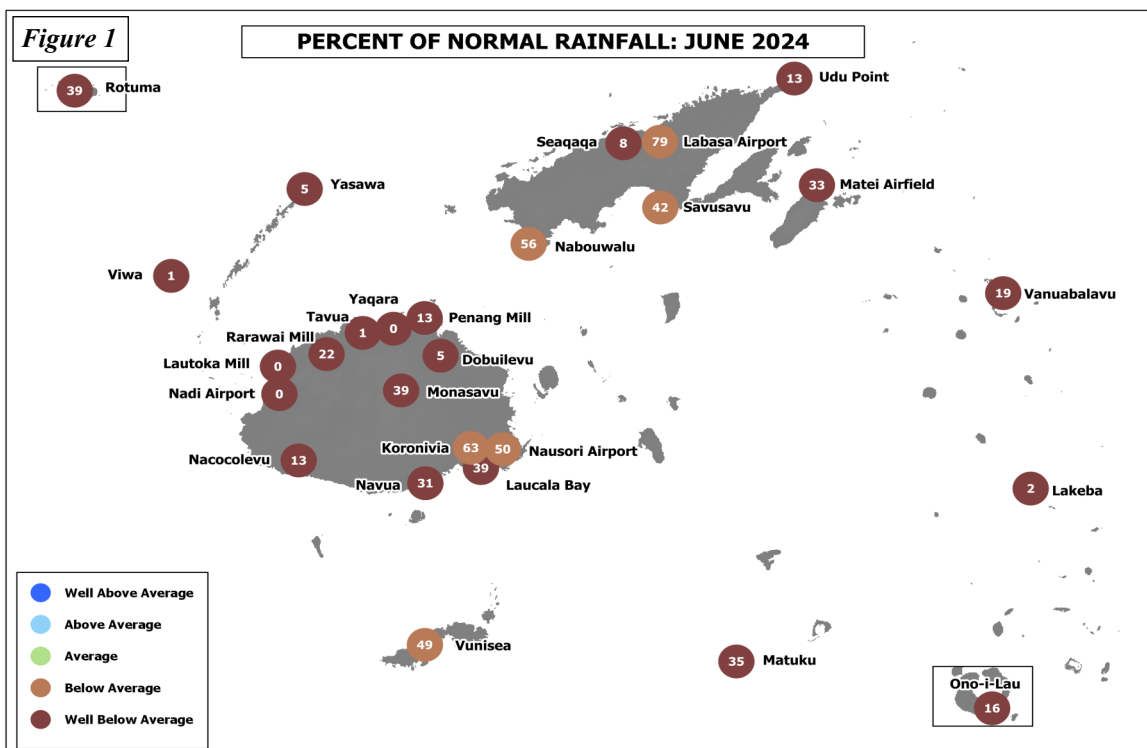 Figure 1
PERCENT OF NORMAL RAINFALL: JUNE 2024
39 Rotuma
13 Udu Point
Seaqaqa 8
79 Labasa Airport
5 Yasawa
33 Matei Airfield
42 Savusavu
56 Nabouwalu
Viwa 1
19 Vanuabalavu
Yaqara 0
Tavua 1
13 Penang Mill
Rarawai Mill 22
5 Dobuilevu
Lautoka Mill 0
Nadi Airport 0
39 Monasavu
Koronivia 63
50 Nausori Airport
Nacocolevu 13
39 Laucala Bay
Navua 31
2 Lakeba
49 Vunisea
35 Matuku
Ono-i-Lau
16
Well Above Average
Above Average
Average
Below Average
Well Below Average